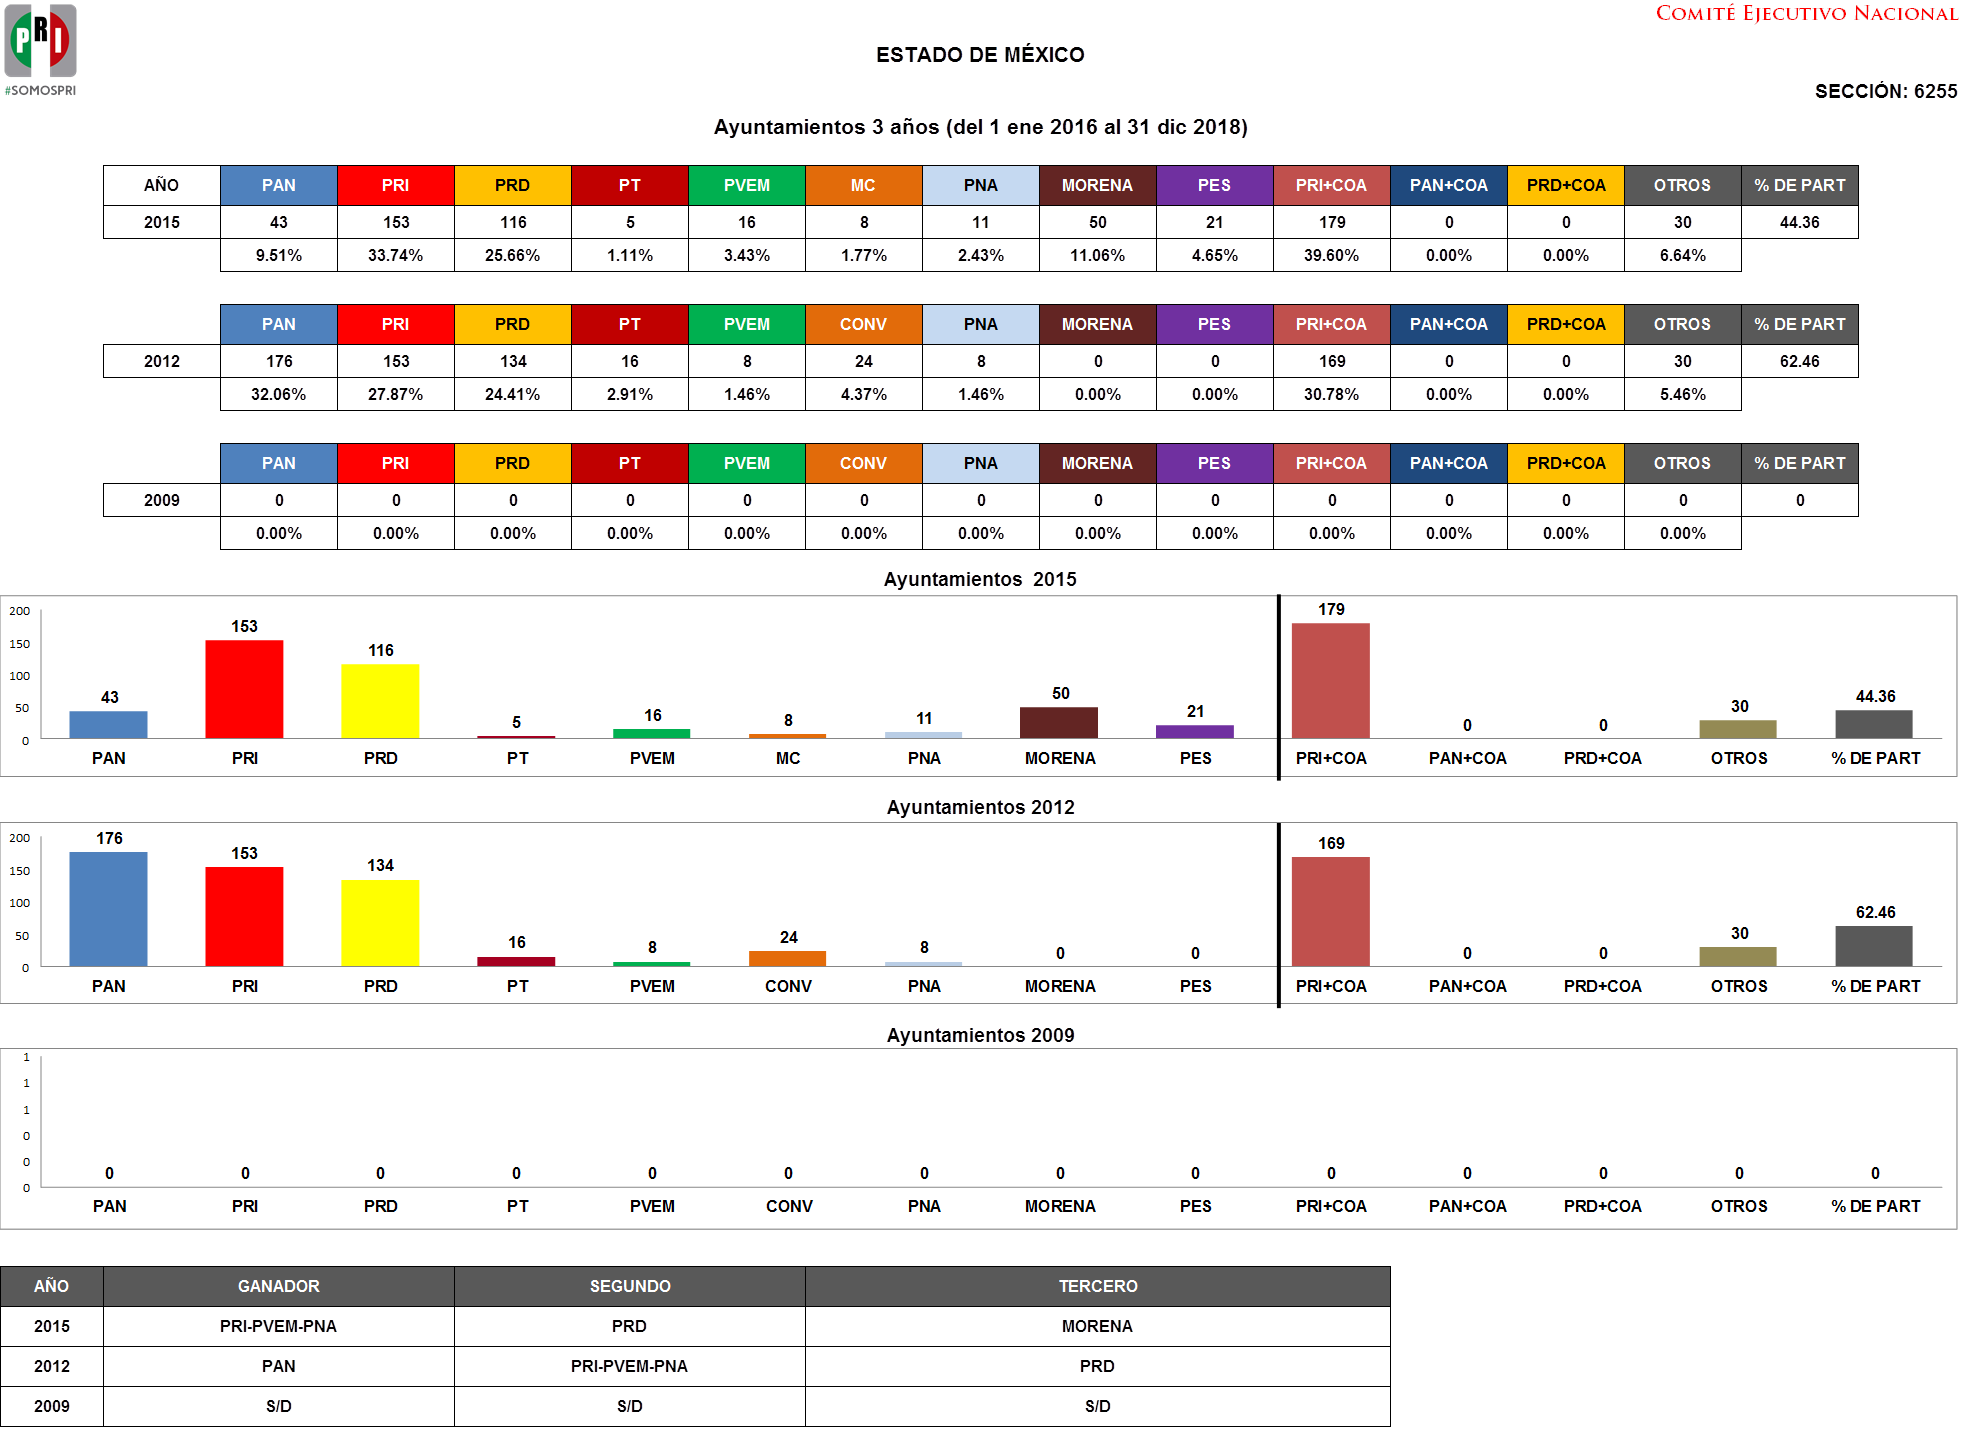 PRI
#SOMOSPRI
COMITÉ EJECUTIVO NACIONAL
ESTADO DE MÉXICO
SECCIÓN: 6255
Ayuntamientos 3 años (del 1 ene 2016 al 31 dic 2018)
AÑO PAN PRI PRD PT PVEM MC PNA MORENA PES PRI+COA PAN+COA PRD+COA OTROS % DE PART
2015 43 153 116 5 16 8 11 50 21 179 0 0 30 44.36
9.51% 33.74% 25.66% 1.11% 3.43% 1.77% 2.43% 11.06% 4.65% 39.60% 0.00% 0.00% 6.64%
PAN PRI PRD PT PVEM CONV PNA MORENA PES PRI+COA PAN+COA PRD+COA OTROS % DE PART
2012 176 153 134 16 8 24 8 0 0 169 0 0 30 62.46
32.06% 27.87% 24.41% 2.91% 1.46% 4.37% 1.46% 0.00% 0.00% 30.78% 0.00% 0.00% 5.46%
PAN PRI PRD PT PVEM CONV PNA MORENA PES PRI+COA PAN+COA PRD+COA OTROS % DE PART
2009 0 0 0 0 0 0 0 0 0 0 0 0 0 0
0.00% 0.00% 0.00% 0.00% 0.00% 0.00% 0.00% 0.00% 0.00% 0.00% 0.00% 0.00% 0.00%
Ayuntamientos 2015
200
150
100
50
0
43 153 116 5 16 8 11 50 21 179 0 0 30 44.36
PAN PRI PRD PT PVEM MC PNA MORENA PES PRI+COA PAN+COA PRD+COA OTROS % DE PART
Ayuntamientos 2012
200
150
100
50
0
176 153 134 16 8 24 8 0 0 169 0 0 30 62.46
PAN PRI PRD PT PVEM CONV PNA MORENA PES PRI+COA PAN+COA PRD+COA OTROS % DE PART
Ayuntamientos 2009
1
1
1
0
0
0
0 0 0 0 0 0 0 0 0 0 0 0 0 0
PAN PRI PRD PT PVEM CONV PNA MORENA PES PRI+COA PAN+COA PRD+COA OTROS % DE PART
AÑO GANADOR SEGUNDO TERCERO
2015 PRI-PVEM-PNA PRD MORENA
2012 PAN PRI-PVEM-PNA PRD
2009 S/D S/D S/D